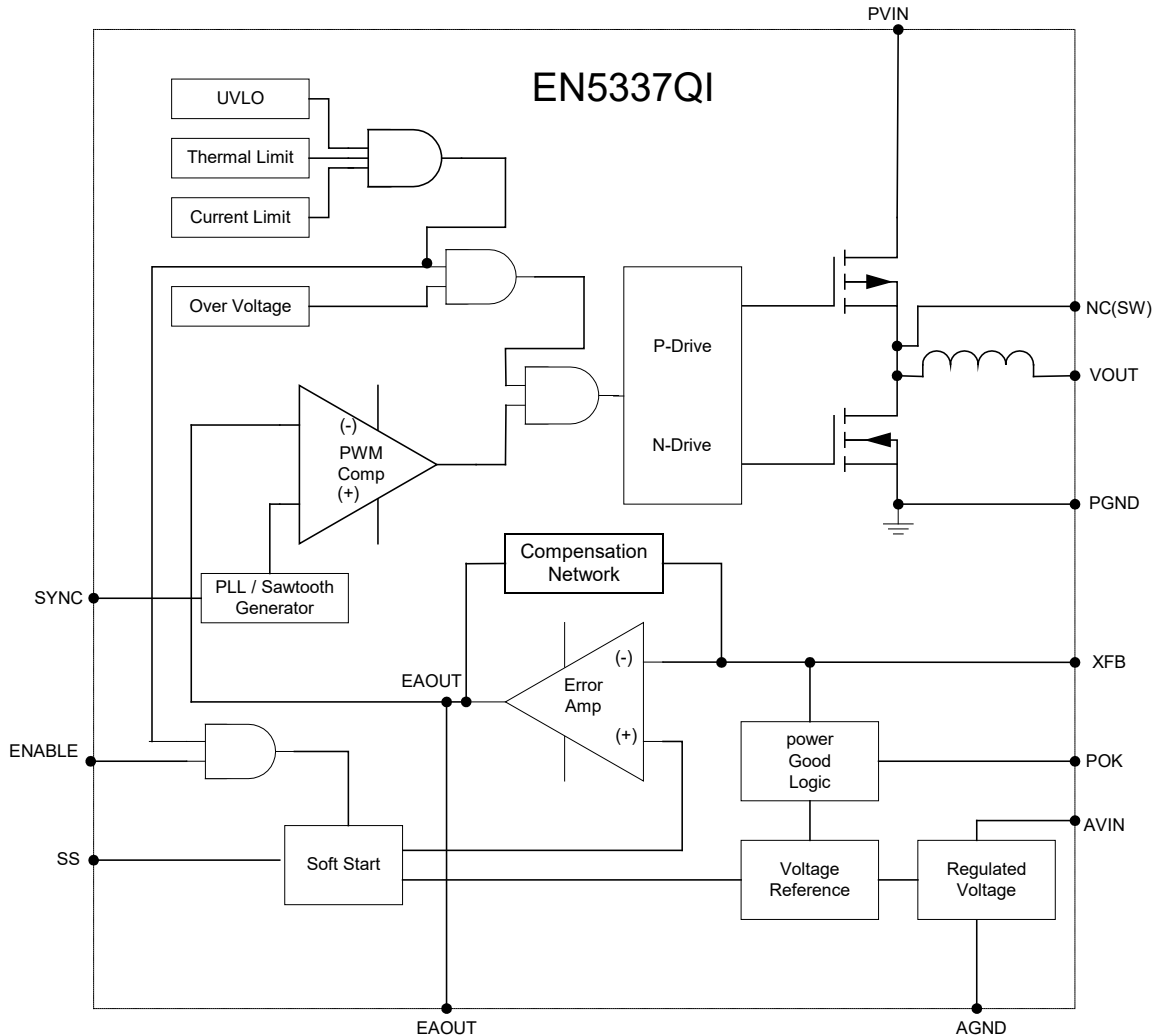 PVIN
EN5337QI
UVLO
Thermal Limit
Current Limit
Over Voltage
P-Drive
N-Drive
NC(SW)
VOUT
PGND
(-)
PWM
Comp
(+)
Compensation
Network
PLL / Sawtooth
Generator
SYNC
(-)
Error
Amp
(+)
EAOUT
XFB
ENABLE
power
Good
Logic
POK
AVIN
SS
Soft Start
Voltage
Reference
Regulated
Voltage
EAOUT
AGND